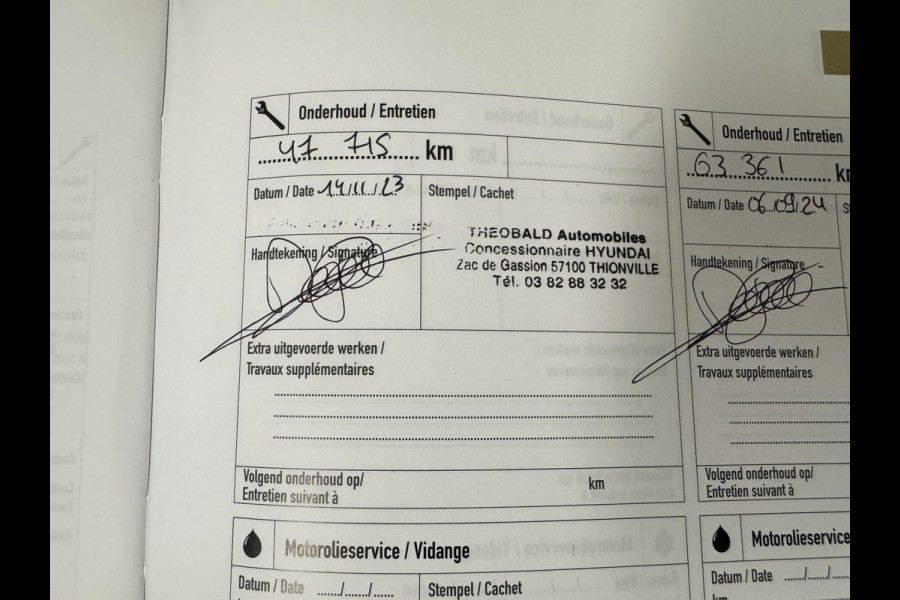 Onderhoud / Entretien
47 715 km
Datum / Date 14/11/23
Stempel / Cachet
THEOBALD Automobiles
Concessionnaire HYUNDAI
Zac de Gassion 57100 THIONVILLE
Tél. 03 82 88 32 32
Handtekening / Signature
Extra uitgevoerde werken /
Travaux supplémentaires
Volgend onderhoud op/
Entretien suivant à
km
Motorolieservice / Vidange
Datum / Date ...../...../.....
Stempel / Cachet
Onderhoud / Entretien
63 361
Datum / Date 06/09/24
Handtekening / Signature
Extra uitgevoerde werken /
Travaux supplémentaires
Volgend onderhoud op/
Entretien suivant à
Motorolieservice
Datum / Date ...../...../.....
km